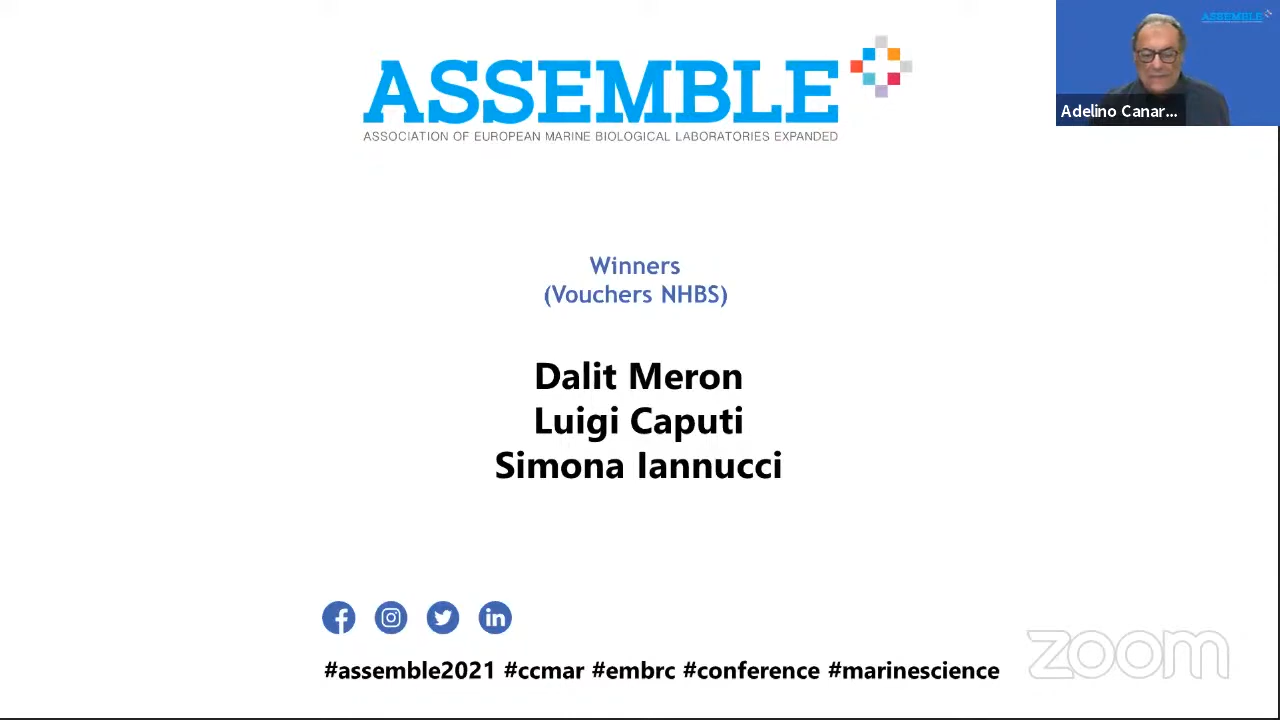 ASSEMBLE
ASSOCIATION OF EUROPEAN MARINE BIOLOGICAL LABORATORIES EXPANDED
ASSEMBLE
Adelino Canar...
Winners
(Vouchers NHBS)
Dalit Meron
Luigi Caputi
Simona Iannucci
#assemble2021 #ccmar #embrc #conference #marinescience
zoom